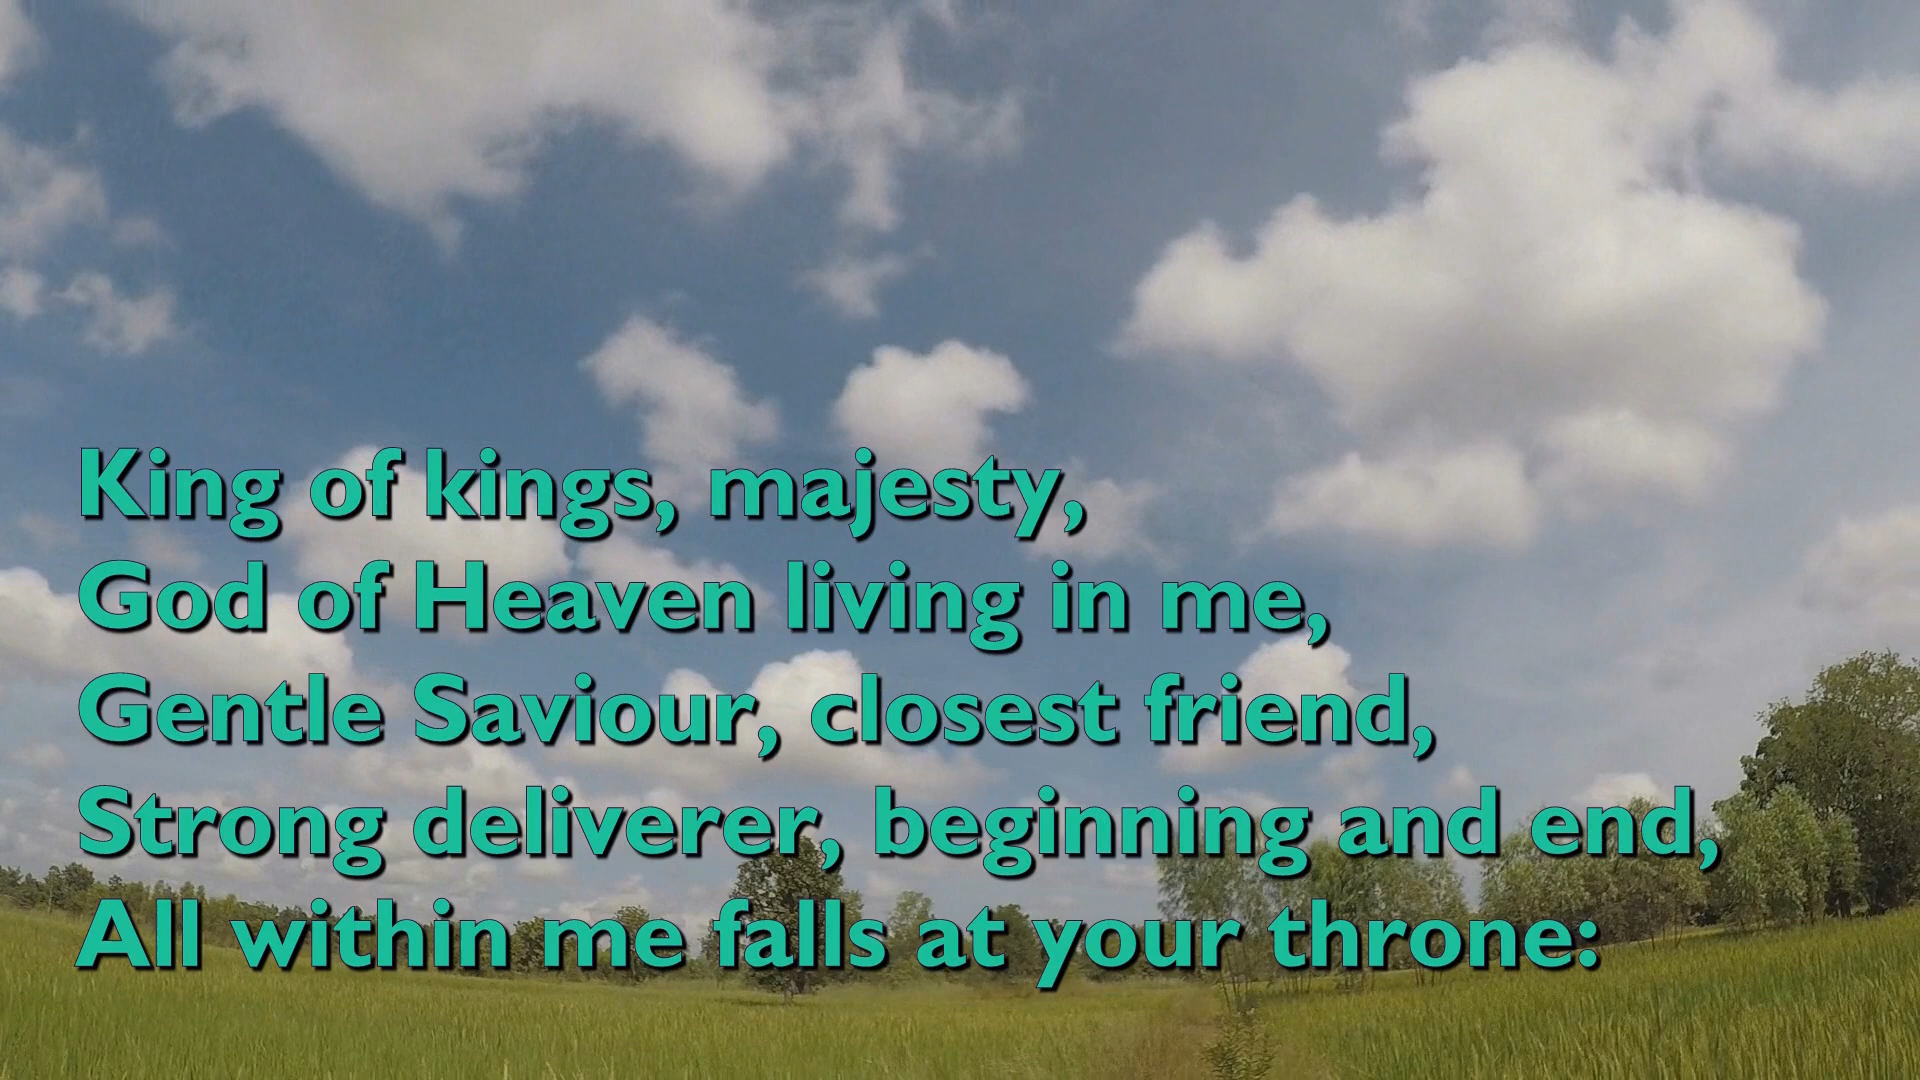 King of kings, majesty,
God of Heaven living in me,
Gentle Saviour, closest friend,
Strong deliverer, beginning and end,
All within me falls at your throne: